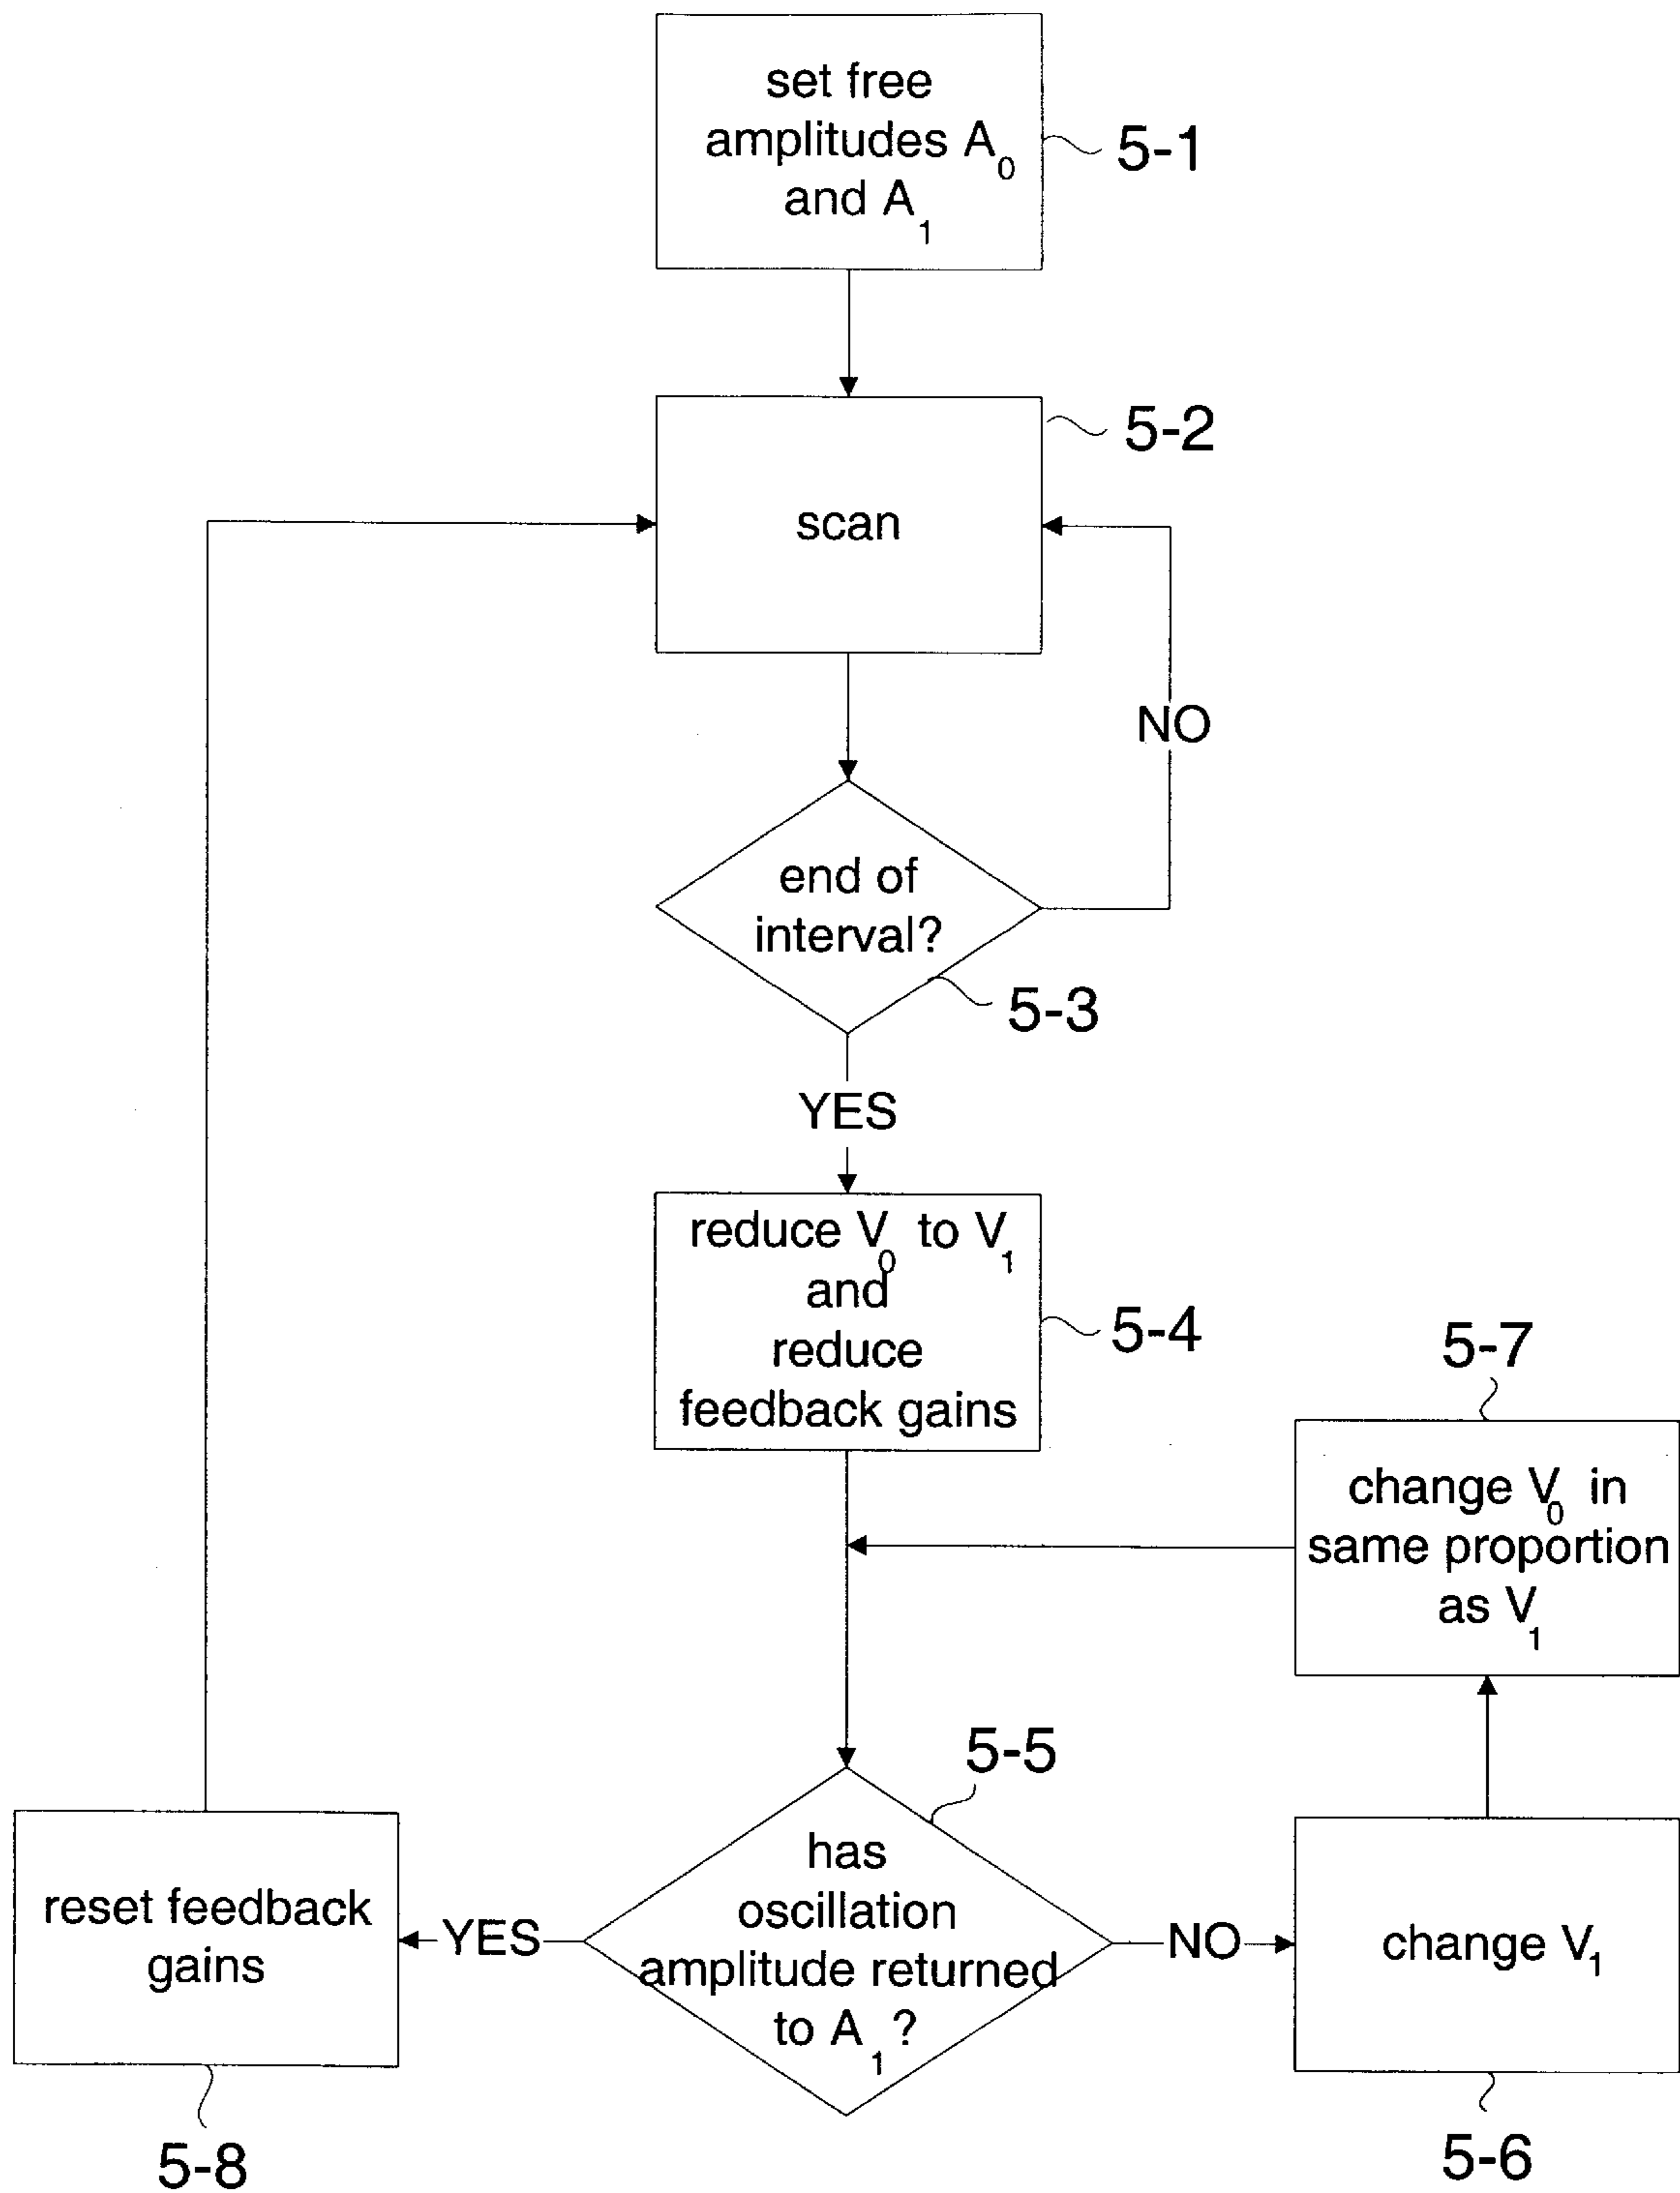 set free
amplitudes A₀
and A₁
5-1
5-2
scan
NO
end of
interval?
5-3
YES
reduce V₀ to V₁
and
reduce
feedback gains
5-4
5-7
change V₀ in
same proportion
as V₁
5-5
has
oscillation
amplitude returned
to A₁ ?
YES
NO
reset feedback
gains
change V₁
5-8
5-6